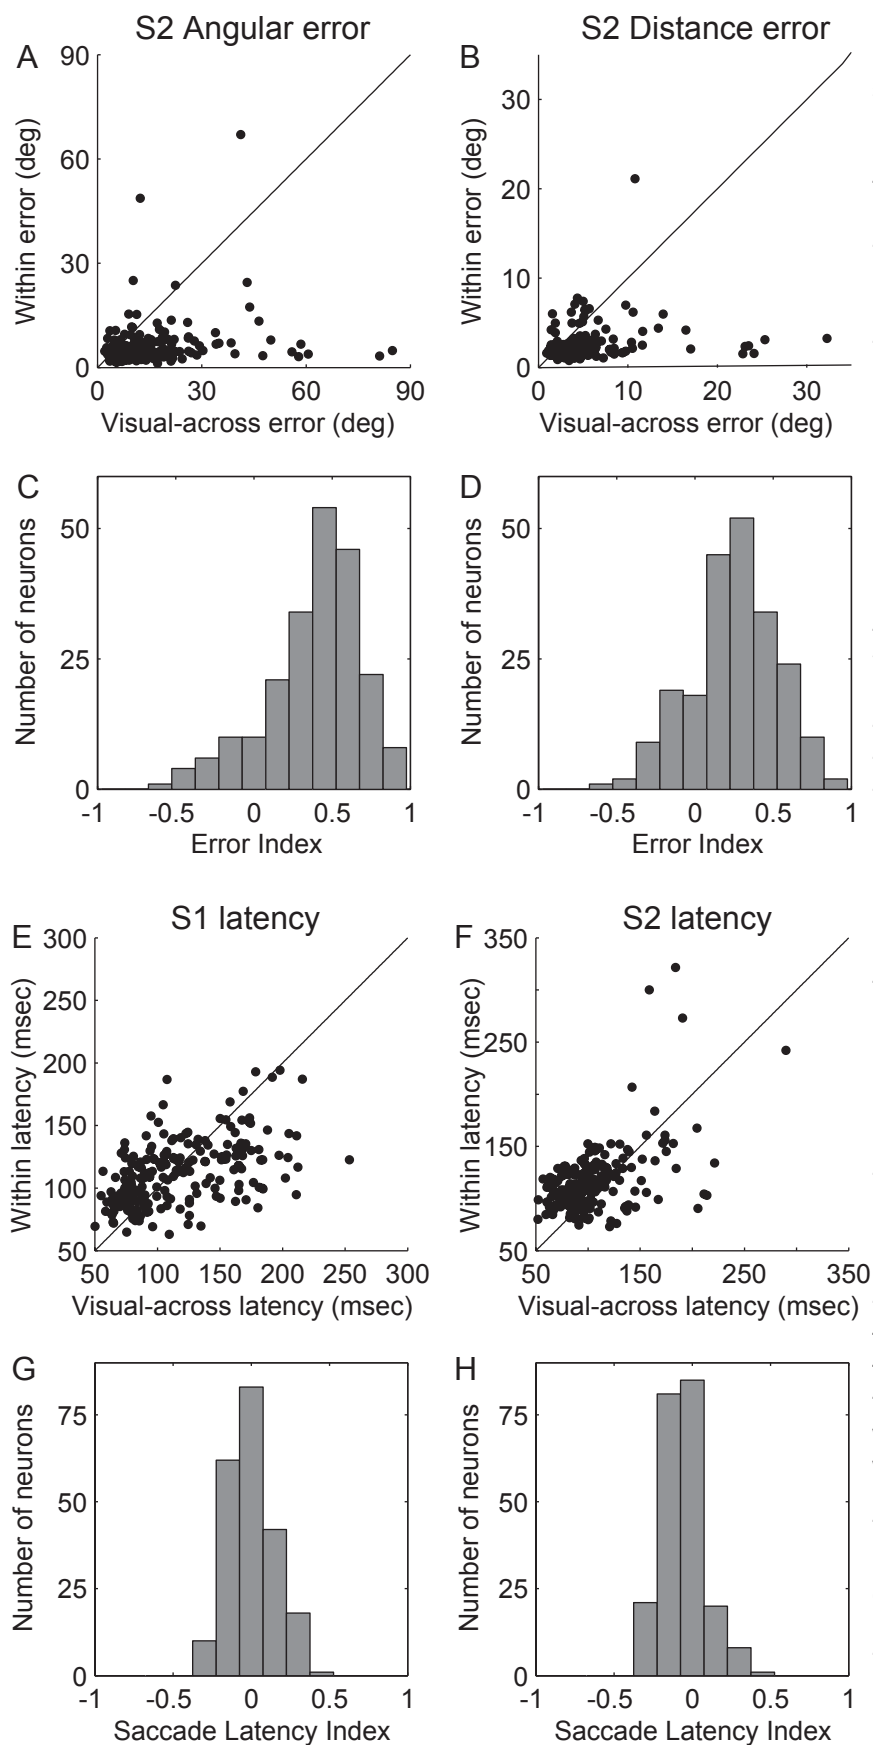 S2 Angular error
A
90
60
30
0
Within error (deg)
0 30 60 90
Visual-across error (deg)
S2 Distance error
B
30
20
10
0
Within error (deg)
0 10 20 30
Visual-across error (deg)
C
50
25
0
Number of neurons
-1 -0.5 0 0.5 1
Error Index
D
50
25
0
Number of neurons
-1 -0.5 0 0.5 1
Error Index
S1 latency
E
300
250
200
150
100
50
Within latency (msec)
50 100 150 200 250 300
Visual-across latency (msec)
S2 latency
F
350
250
150
50
Within latency (msec)
50 150 250 350
Visual-across latency (msec)
G
75
50
25
0
Number of neurons
-1 -0.5 0 0.5 1
Saccade Latency Index
H
75
50
25
0
Number of neurons
-1 -0.5 0 0.5 1
Saccade Latency Index